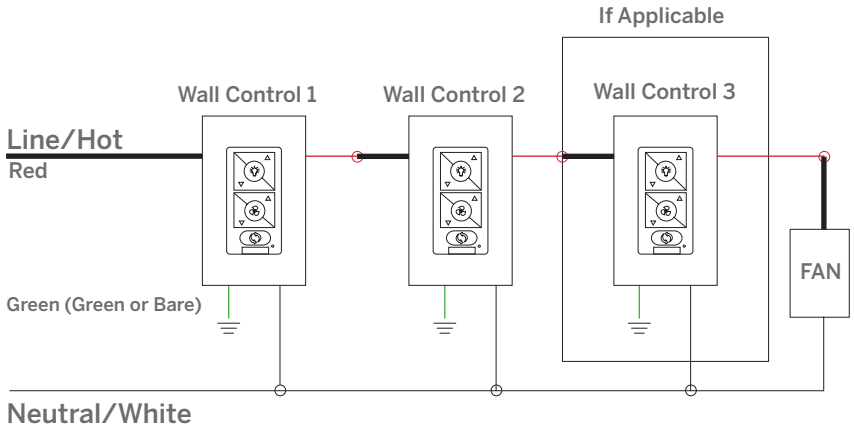 If Applicable
Wall Control 1
Wall Control 2
Wall Control 3
Line/Hot
Red
FAN
Green (Green or Bare)
Neutral/White